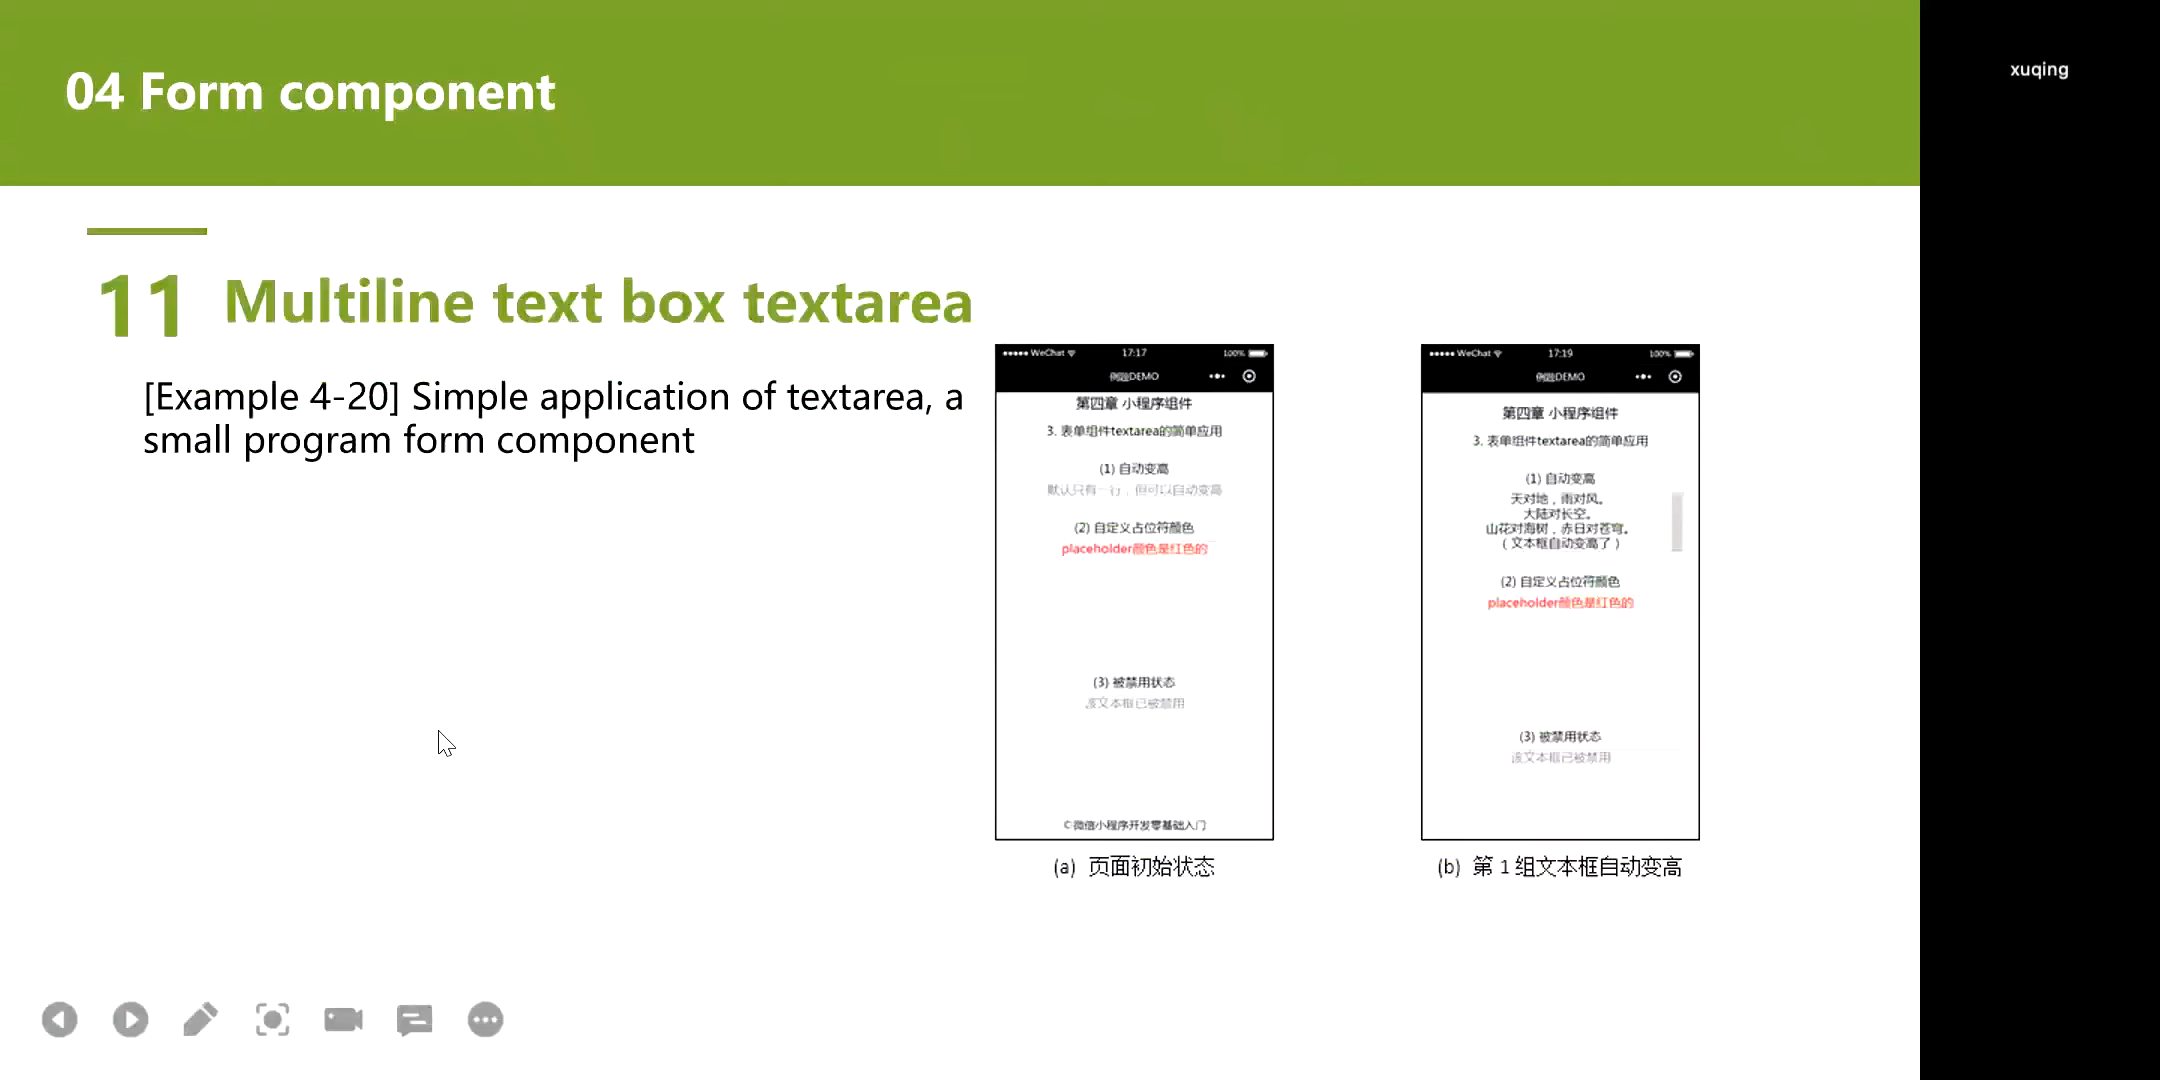 04 Form component
xuqing
11 Multiline text box textarea
[Example 4-20] Simple application of textarea, a
small program form component
●●●●● WeChat 17:17 100%
例题DEMO
第四章 小程序组件
3. 表单组件textarea的简单应用
(1) 自动变高
默认只有一行，但可以自动变高
(2) 自定义占位符颜色
placeholder颜色是红色的
(3) 被禁用状态
该文本框已被禁用
©微信小程序开发零基础入门
(a) 页面初始状态
●●●●● WeChat 17:19 100%
例题DEMO
第四章 小程序组件
3. 表单组件textarea的简单应用
(1) 自动变高
天对地，雨对风。
大陆对长空。
山花对海树，赤日对苍穹。
（文本框自动变高了）
(2) 自定义占位符颜色
placeholder颜色是红色的
(3) 被禁用状态
该文本框已被禁用
(b) 第 1 组文本框自动变高